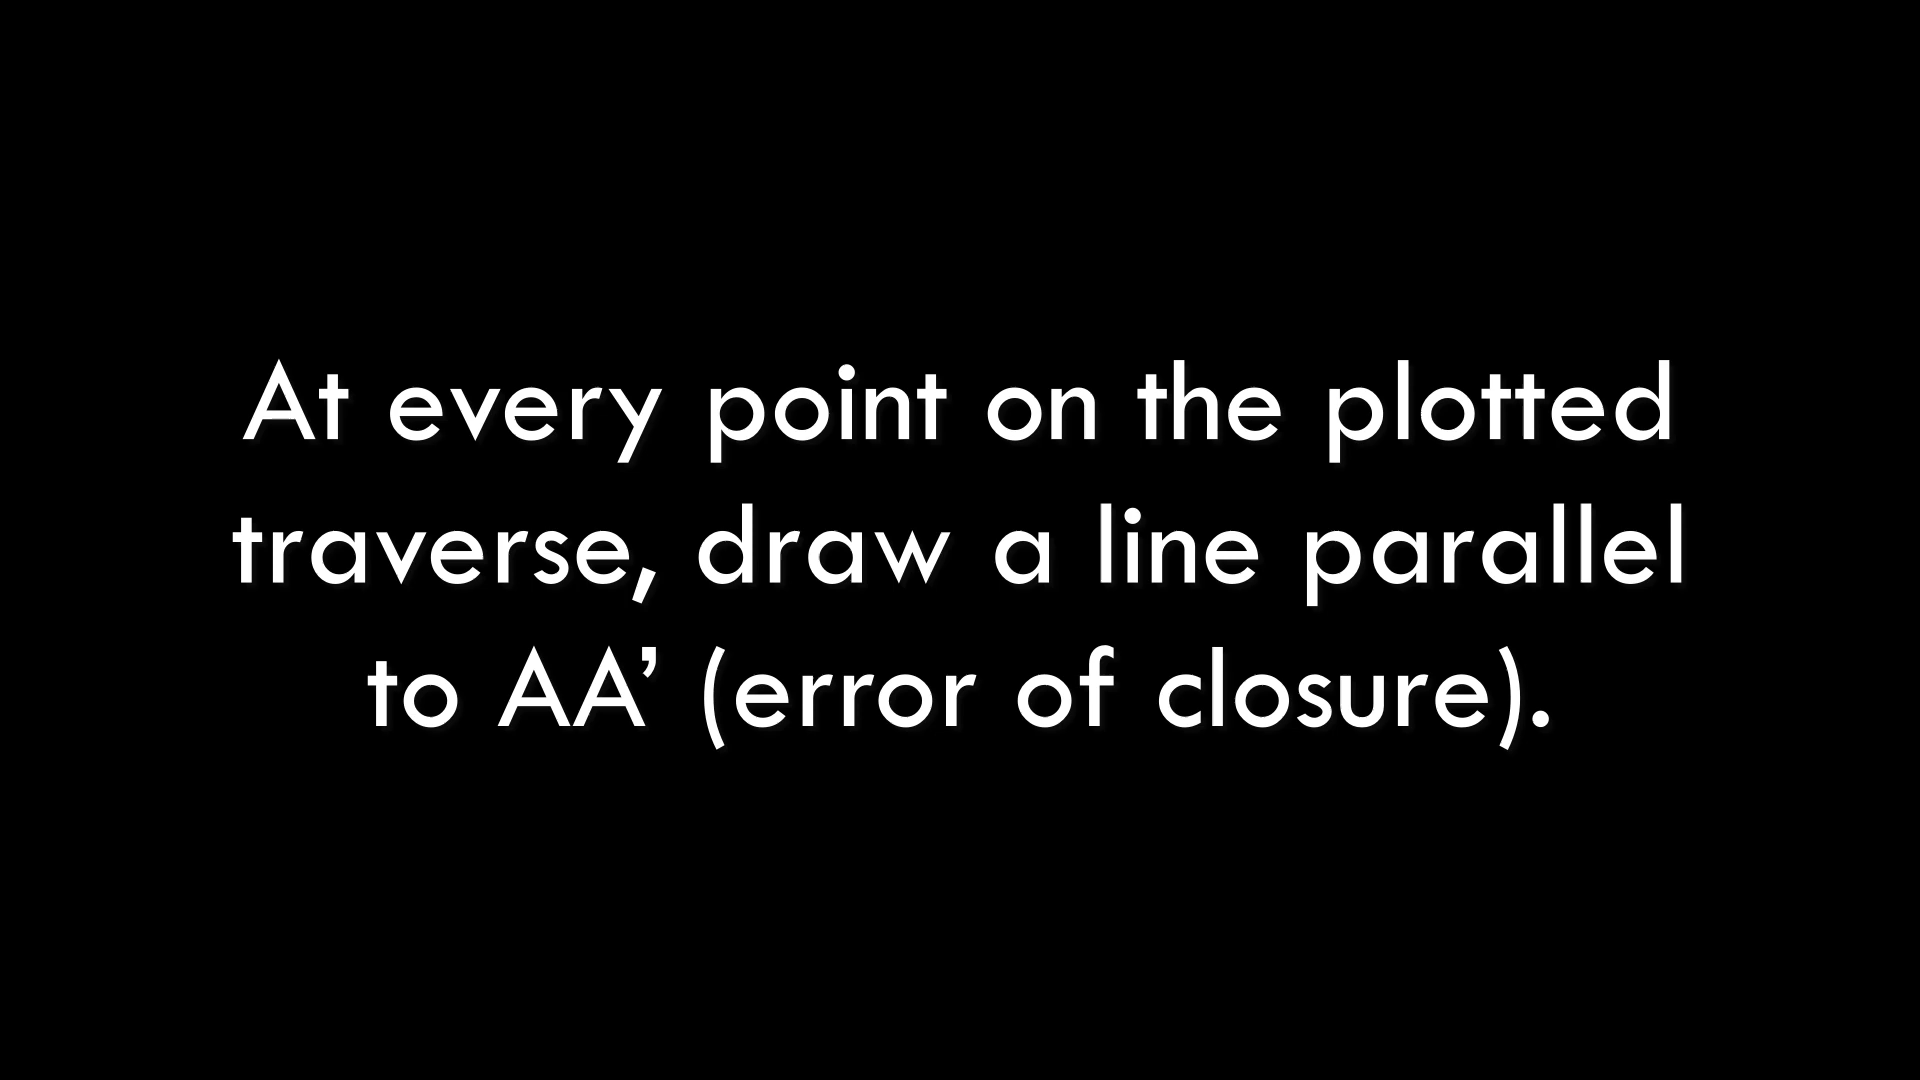 At every point on the plotted
traverse, draw a line parallel
to AA’ (error of closure).